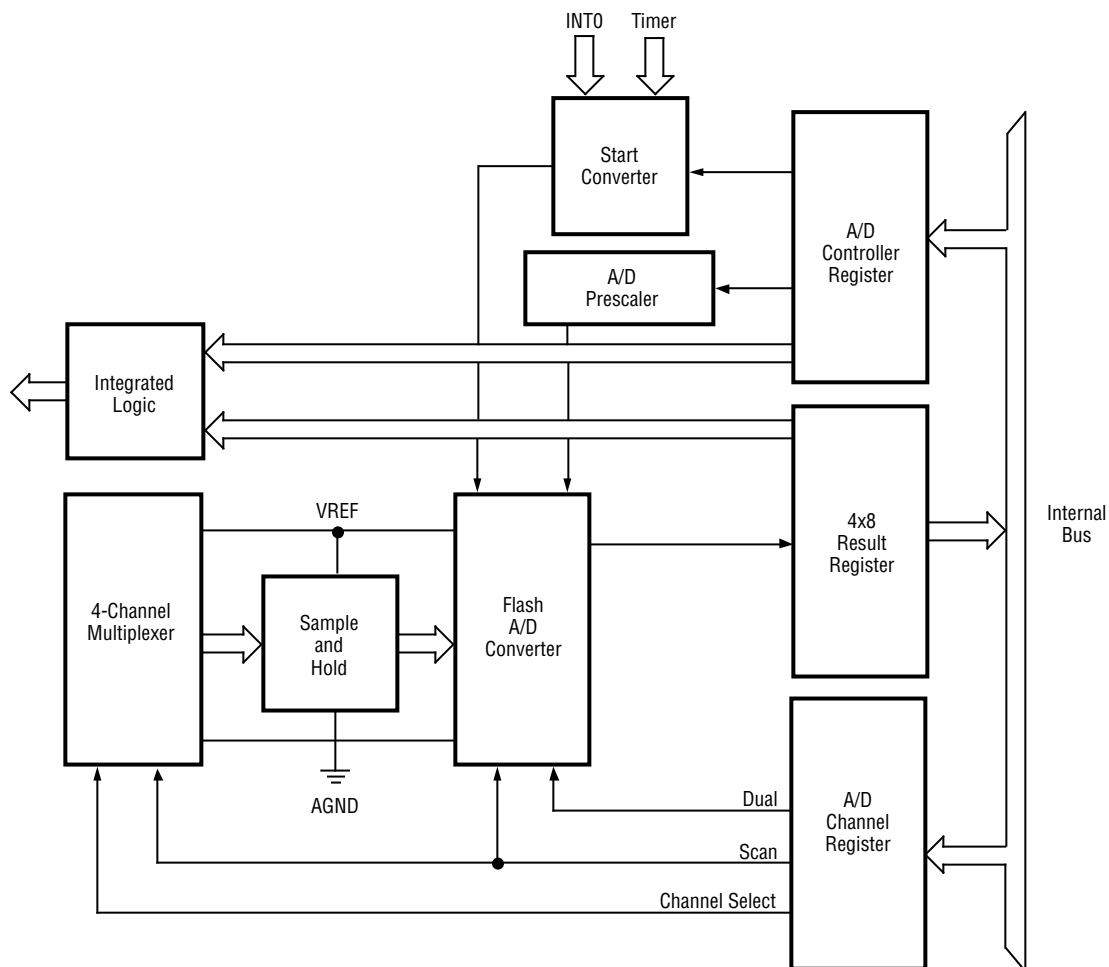 INT0
Timer
Start
Converter
A/D
Controller
Register
A/D
Prescaler
Integrated
Logic
4x8
Result
Register
Internal
Bus
VREF
4-Channel
Multiplexer
Sample
and
Hold
Flash
A/D
Converter
AGND
Dual
Scan
Channel Select
A/D
Channel
Register